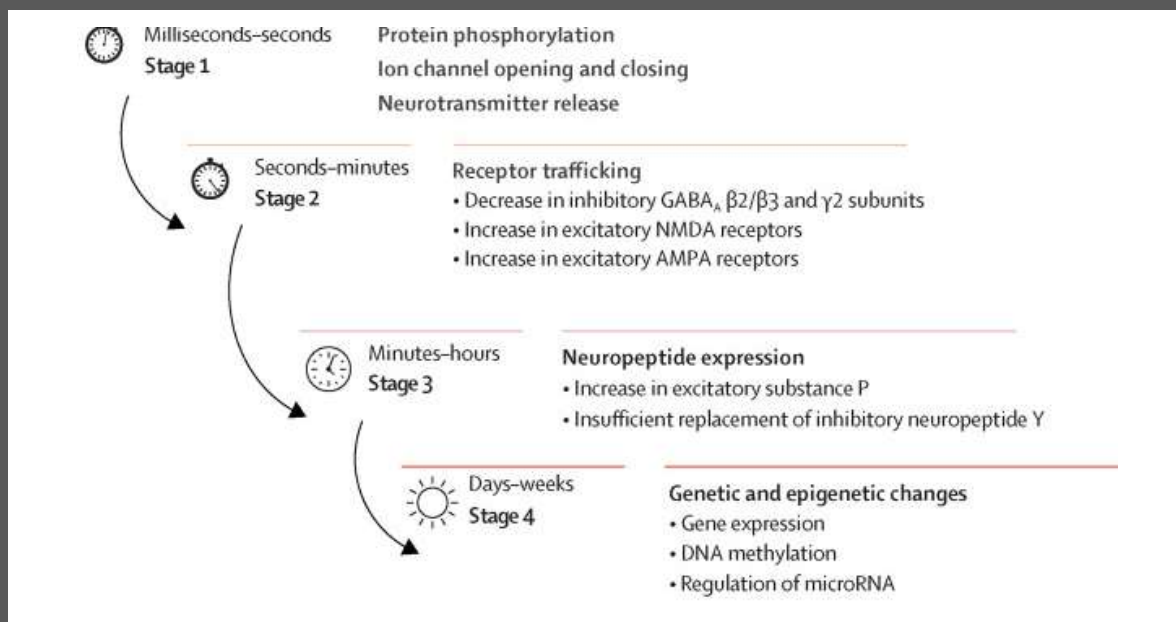 Milliseconds–seconds
Stage 1
Protein phosphorylation
Ion channel opening and closing
Neurotransmitter release
Seconds–minutes
Stage 2
Receptor trafficking
• Decrease in inhibitory GABAA β2/β3 and γ2 subunits
• Increase in excitatory NMDA receptors
• Increase in excitatory AMPA receptors
Minutes–hours
Stage 3
Neuropeptide expression
• Increase in excitatory substance P
• Insufficient replacement of inhibitory neuropeptide Y
Days–weeks
Stage 4
Genetic and epigenetic changes
• Gene expression
• DNA methylation
• Regulation of microRNA